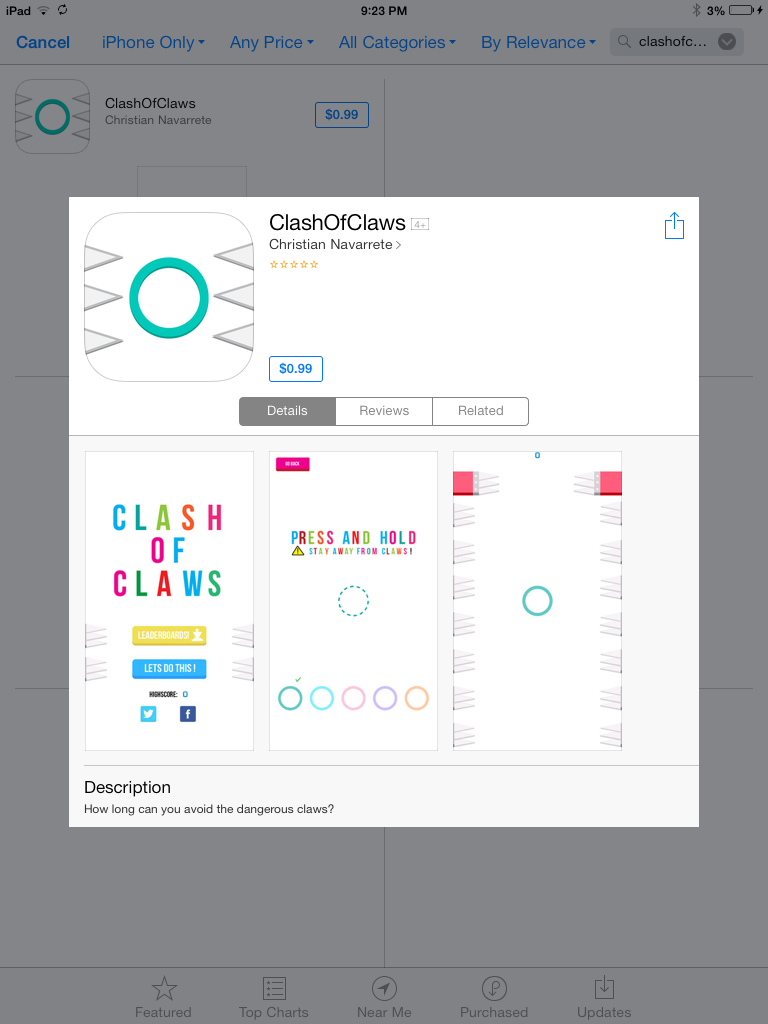 iPad 9:23 PM 3%
Cancel iPhone Only Any Price All Categories By Relevance clashofc...
ClashOfClaws
Christian Navarrete
$0.99
ClashOfClaws 4+
Christian Navarrete
$0.99
Details Reviews Related
CLASH
OF
CLAWS
LEADERBOARDS!
LETS DO THIS !
HIGHSCORE: 0
GO BACK
PRESS AND HOLD
STAY AWAY FROM CLAWS!
0
Description
How long can you avoid the dangerous claws?
Featured Top Charts Near Me Purchased Updates